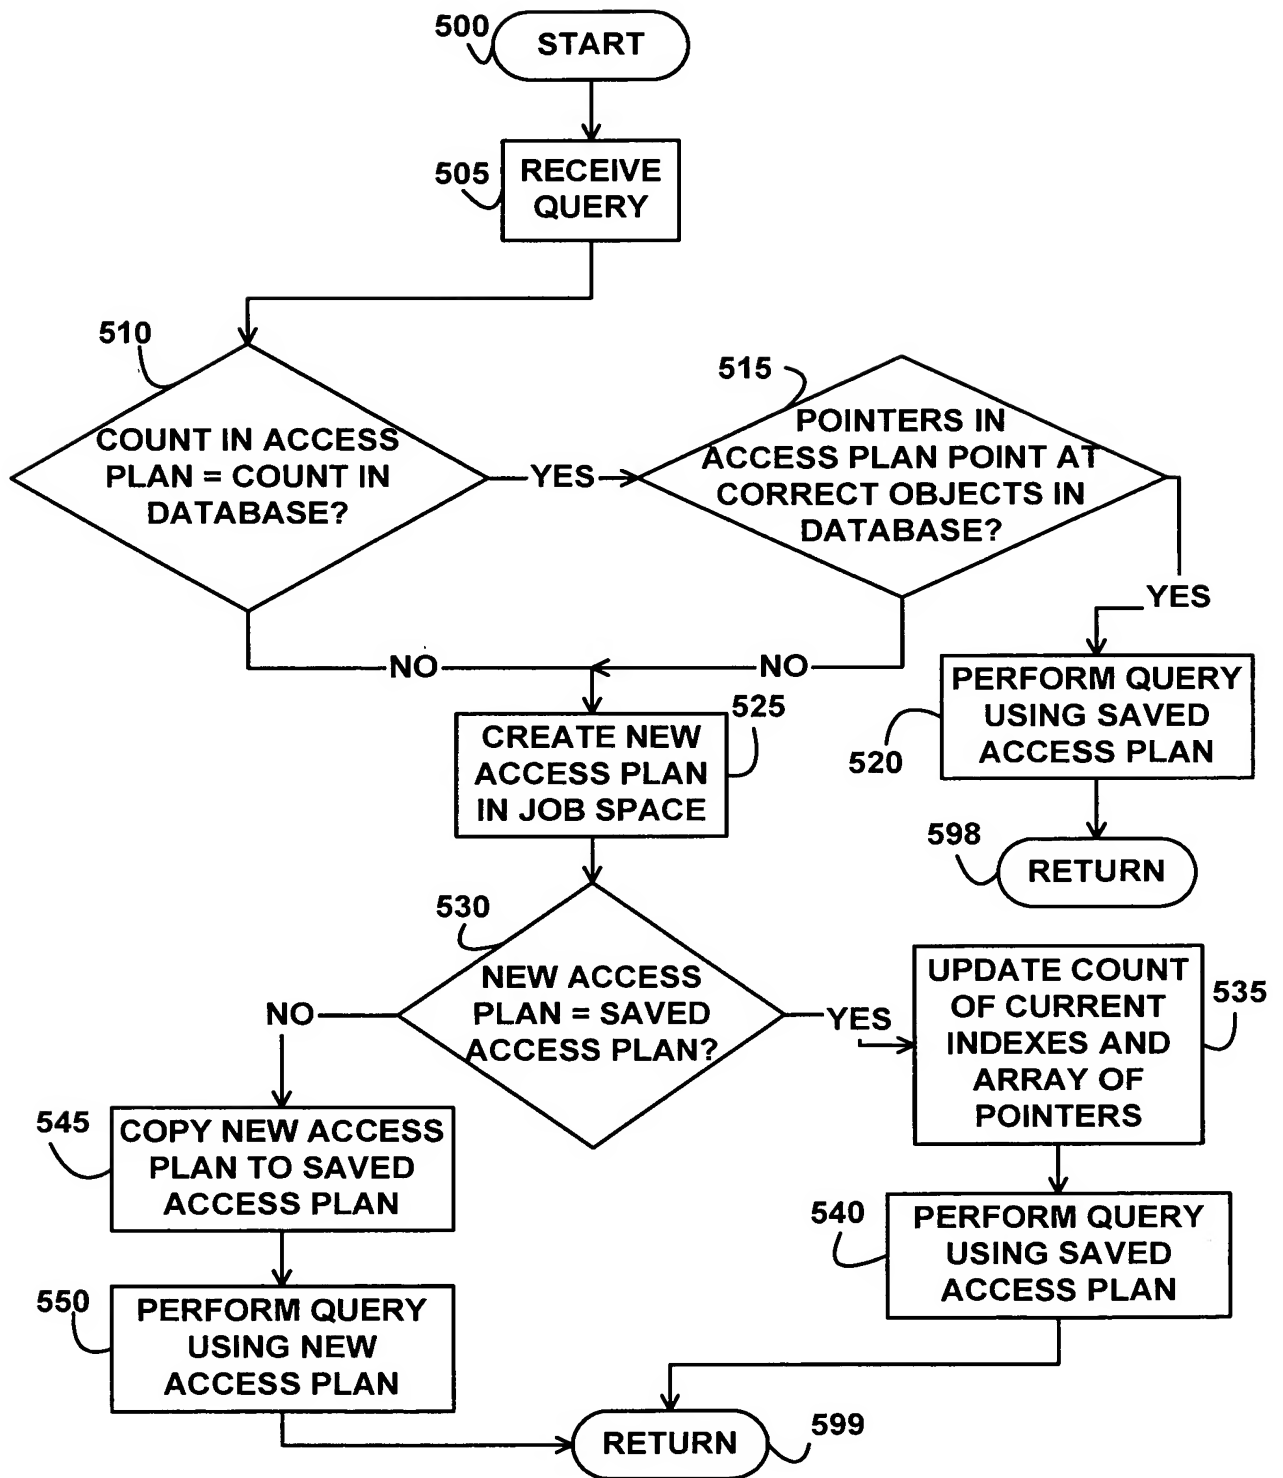 500
START
505
RECEIVE
QUERY
510
COUNT IN ACCESS
PLAN = COUNT IN
DATABASE?
YES
515
POINTERS IN
ACCESS PLAN POINT AT
CORRECT OBJECTS IN
DATABASE?
YES
NO
NO
520
PERFORM QUERY
USING SAVED
ACCESS PLAN
598
RETURN
525
CREATE NEW
ACCESS PLAN
IN JOB SPACE
530
NEW ACCESS
PLAN = SAVED
ACCESS PLAN?
NO
YES
535
UPDATE COUNT
OF CURRENT
INDEXES AND
ARRAY OF
POINTERS
540
PERFORM QUERY
USING SAVED
ACCESS PLAN
545
COPY NEW ACCESS
PLAN TO SAVED
ACCESS PLAN
550
PERFORM QUERY
USING NEW
ACCESS PLAN
RETURN
599